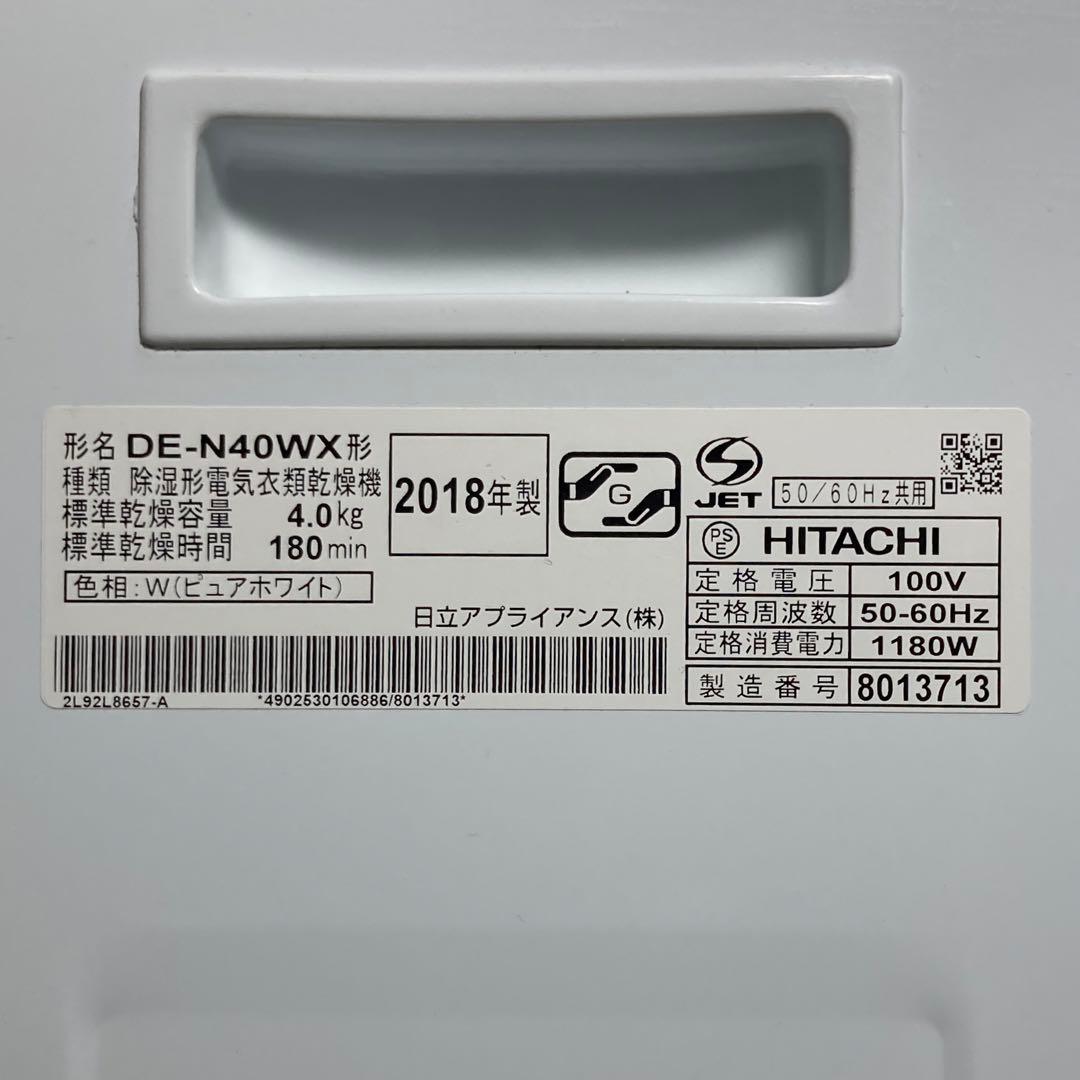 形名 DE-N40WX形
種類 除湿形電気衣類乾燥機
標準乾燥容量 4.0kg
標準乾燥時間 180min
色相:W(ピュアホワイト)
2018年製
G
JET
50/60Hz共用
PSE HITACHI
定格電圧 100V
定格周波数 50-60Hz
定格消費電力 1180W
製造番号 8013713
日立アプライアンス(株)
2L92L8657-A *4902530106886/8013713*